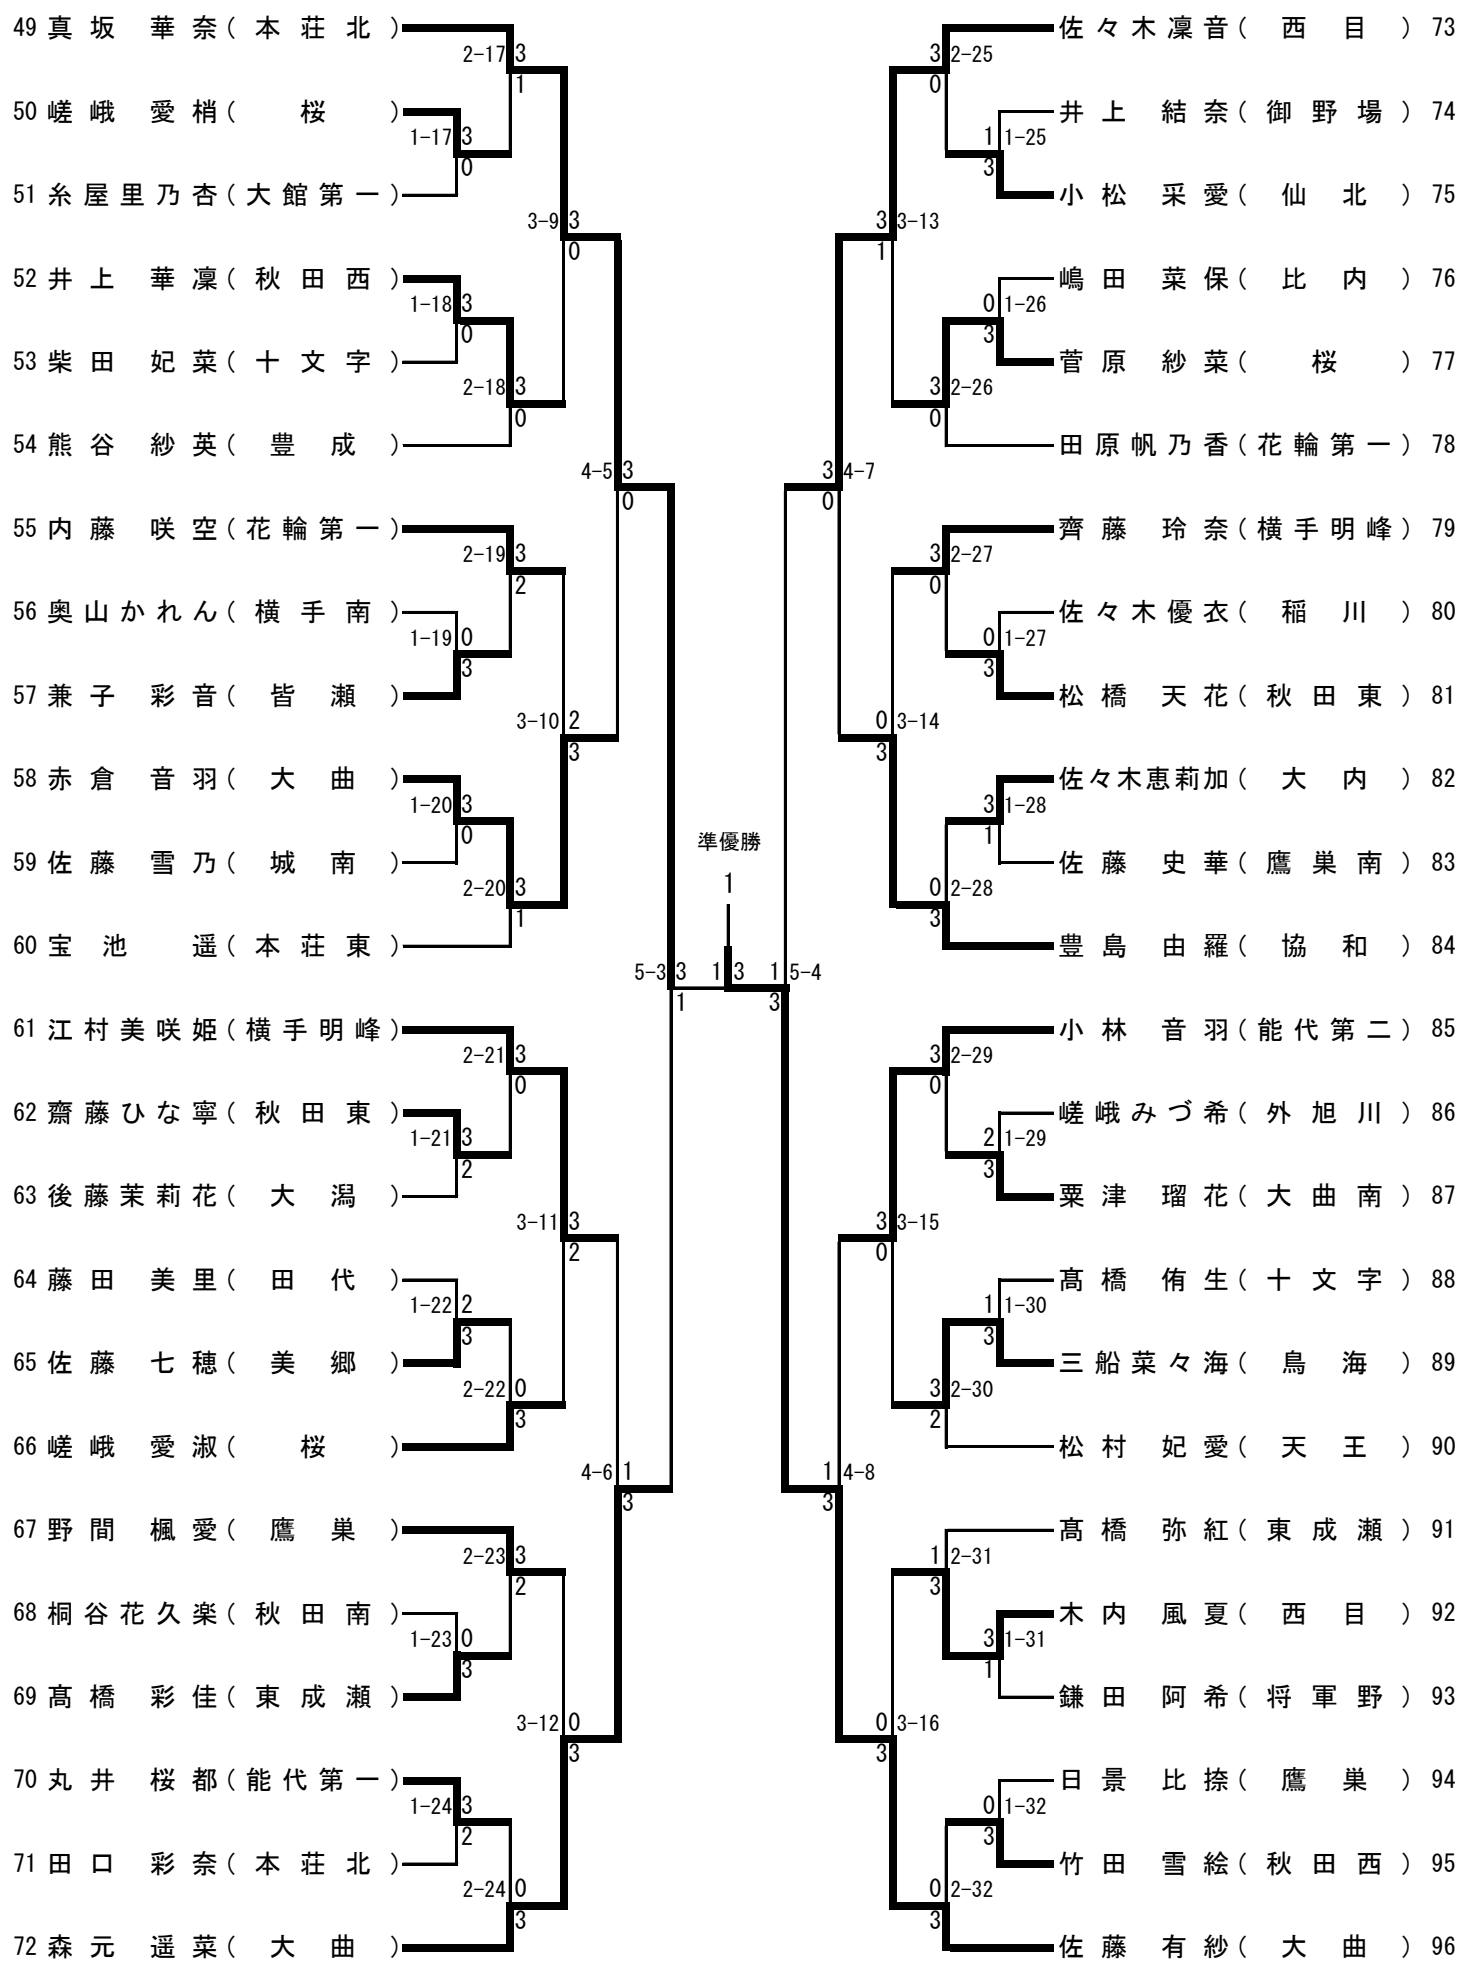 49 真坂 華奈(本荘北) 佐々木凜音(西目) 73
2-17 3 3 2-25
1 0
50 嵯峨 愛梢(桜) 井上 結奈(御野場) 74
1-17 3 1 1-25
0 3
51 糸屋里乃杏(大館第一) 小松 采愛(仙北) 75
3-9 3 3 3-13
0 1
52 井上 華凜(秋田西) 嶋田 菜保(比内) 76
1-18 3 0 1-26
0 3
53 柴田 妃菜(十文字) 菅原 紗菜(桜) 77
2-18 3 3 2-26
0 0
54 熊谷 紗英(豊成) 田原帆乃香(花輪第一) 78
4-5 3 3 4-7
0 0
55 内藤 咲空(花輪第一) 齊藤 玲奈(横手明峰) 79
2-19 3 3 2-27
2 0
56 奥山かれん(横手南) 佐々木優衣(稲川) 80
1-19 0 0 1-27
3 3
57 兼子 彩音(皆瀬) 松橋 天花(秋田東) 81
3-10 2 0 3-14
3 3
58 赤倉 音羽(大曲) 佐々木恵莉加(大内) 82
1-20 3 3 1-28
0 1
準優勝
59 佐藤 雪乃(城南) 佐藤 史華(鷹巣南) 83
1
2-20 3 0 2-28
1 3
60 宝池 遥(本荘東) 豊島 由羅(協和) 84
5-3 3 1 3 1 5-4
1 3
61 江村美咲姫(横手明峰) 小林 音羽(能代第二) 85
2-21 3 3 2-29
0 0
62 齋藤ひな寧(秋田東) 嵯峨みづ希(外旭川) 86
1-21 3 2 1-29
2 3
63 後藤茉莉花(大潟) 粟津 瑠花(大曲南) 87
3-11 3 3 3-15
2 0
64 藤田 美里(田代) 髙橋 侑生(十文字) 88
1-22 2 1 1-30
3 3
65 佐藤 七穂(美郷) 三船菜々海(鳥海) 89
2-22 0 3 2-30
3 2
66 嵯峨 愛淑(桜) 松村 妃愛(天王) 90
4-6 1 1 4-8
3 3
67 野間 楓愛(鷹巣) 髙橋 弥紅(東成瀬) 91
2-23 3 1 2-31
2 3
68 桐谷花久楽(秋田南) 木内 風夏(西目) 92
1-23 0 3 1-31
3 1
69 髙橋 彩佳(東成瀬) 鎌田 阿希(将軍野) 93
3-12 0 0 3-16
3 3
70 丸井 桜都(能代第一) 日景 比捺(鷹巣) 94
1-24 3 0 1-32
2 3
71 田口 彩奈(本荘北) 竹田 雪絵(秋田西) 95
2-24 0 0 2-32
3 3
72 森元 遥菜(大曲) 佐藤 有紗(大曲) 96